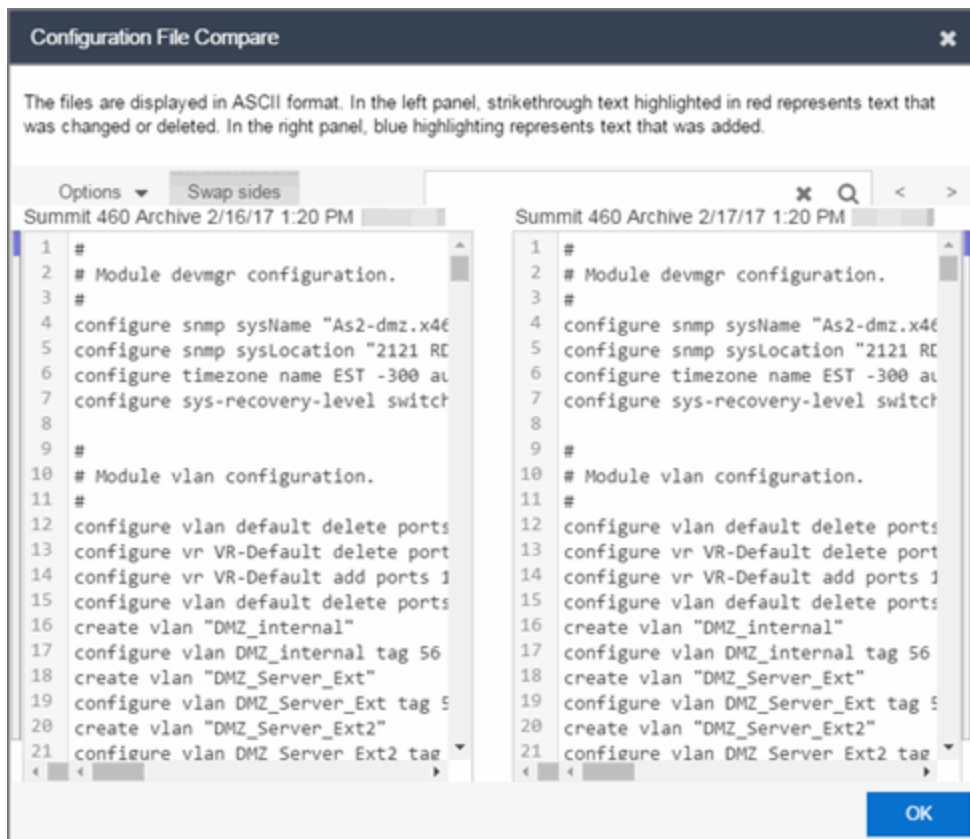 Configuration File Compare
The files are displayed in ASCII format. In the left panel, strikethrough text highlighted in red represents text that
was changed or deleted. In the right panel, blue highlighting represents text that was added.
Options Swap sides < >
Summit 460 Archive 2/16/17 1:20 PM
1 #
2 # Module devmgr configuration.
3 #
4 configure snmp sysName "As2-dmz.x46
5 configure snmp sysLocation "2121 RD
6 configure timezone name EST -300 au
7 configure sys-recovery-level switch
8
9 #
10 # Module vlan configuration.
11 #
12 configure vlan default delete ports
13 configure vr VR-Default delete port
14 configure vr VR-Default add ports 1
15 configure vlan default delete ports
16 create vlan "DMZ_internal"
17 configure vlan DMZ_internal tag 56
18 create vlan "DMZ_Server_Ext"
19 configure vlan DMZ_Server_Ext tag 5
20 create vlan "DMZ_Server_Ext2"
21 configure vlan DMZ_Server_Ext2 tag
Summit 460 Archive 2/17/17 1:20 PM
1 #
2 # Module devmgr configuration.
3 #
4 configure snmp sysName "As2-dmz.x46
5 configure snmp sysLocation "2121 RD
6 configure timezone name EST -300 au
7 configure sys-recovery-level switch
8
9 #
10 # Module vlan configuration.
11 #
12 configure vlan default delete ports
13 configure vr VR-Default delete port
14 configure vr VR-Default add ports 1
15 configure vlan default delete ports
16 create vlan "DMZ_internal"
17 configure vlan DMZ_internal tag 56
18 create vlan "DMZ_Server_Ext"
19 configure vlan DMZ_Server_Ext tag 5
20 create vlan "DMZ_Server_Ext2"
21 configure vlan DMZ_Server_Ext2 tag
OK